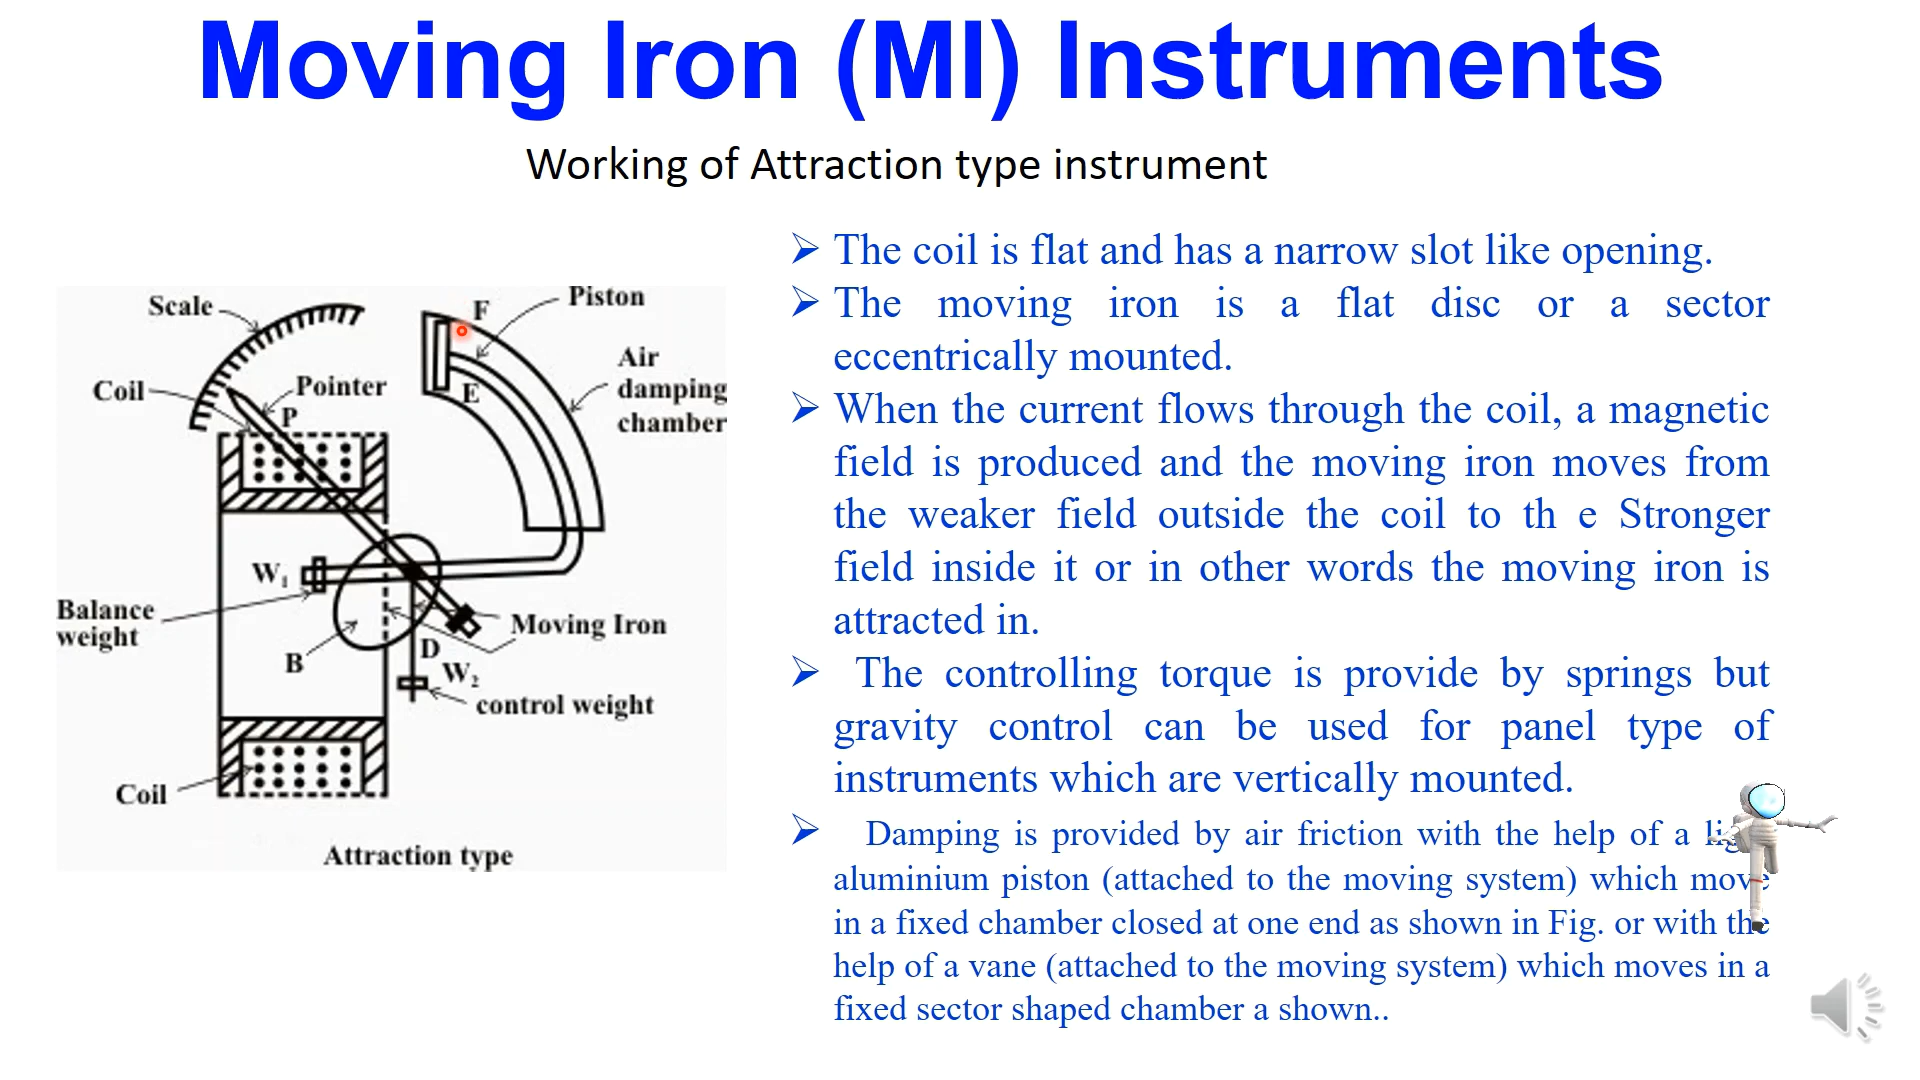 Moving Iron (MI) Instruments
Working of Attraction type instrument
Scale
F
Piston
Coil
Pointer
P
E
Air
damping
chamber
W₁
Balance
weight
B
D
Moving Iron
W₂
control weight
Coil
Attraction type
➢ The coil is flat and has a narrow slot like opening.
➢ The moving iron is a flat disc or a sector
eccentrically mounted.
➢ When the current flows through the coil, a magnetic
field is produced and the moving iron moves from
the weaker field outside the coil to th e Stronger
field inside it or in other words the moving iron is
attracted in.
➢ The controlling torque is provide by springs but
gravity control can be used for panel type of
instruments which are vertically mounted.
➢ Damping is provided by air friction with the help of a
aluminium piston (attached to the moving system) which move
in a fixed chamber closed at one end as shown in Fig. or with the
help of a vane (attached to the moving system) which moves in a
fixed sector shaped chamber a shown..